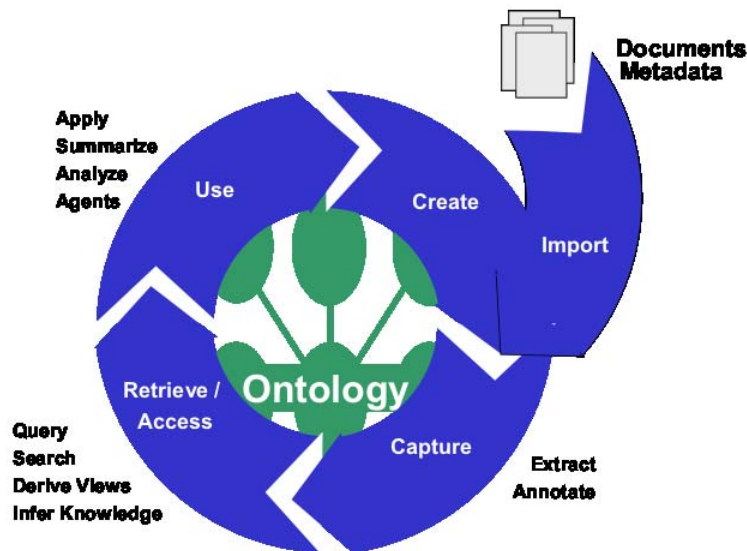 Documents
Metadata
Apply
Summarize
Analyze
Agents
Use
Create
Import
Retrieve /
Access
Ontology
Capture
Query
Search
Derive Views
Infer Knowledge
Extract
Annotate